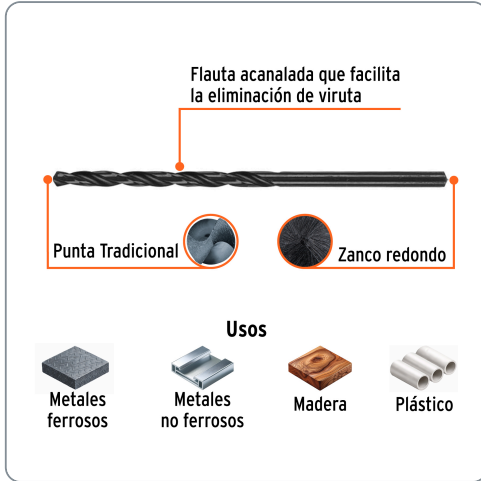 Flauta acanalada que facilita
la eliminación de viruta
Punta Tradicional
Zanco redondo
Usos
Metales
ferrosos
Metales
no ferrosos
Madera
Plástico